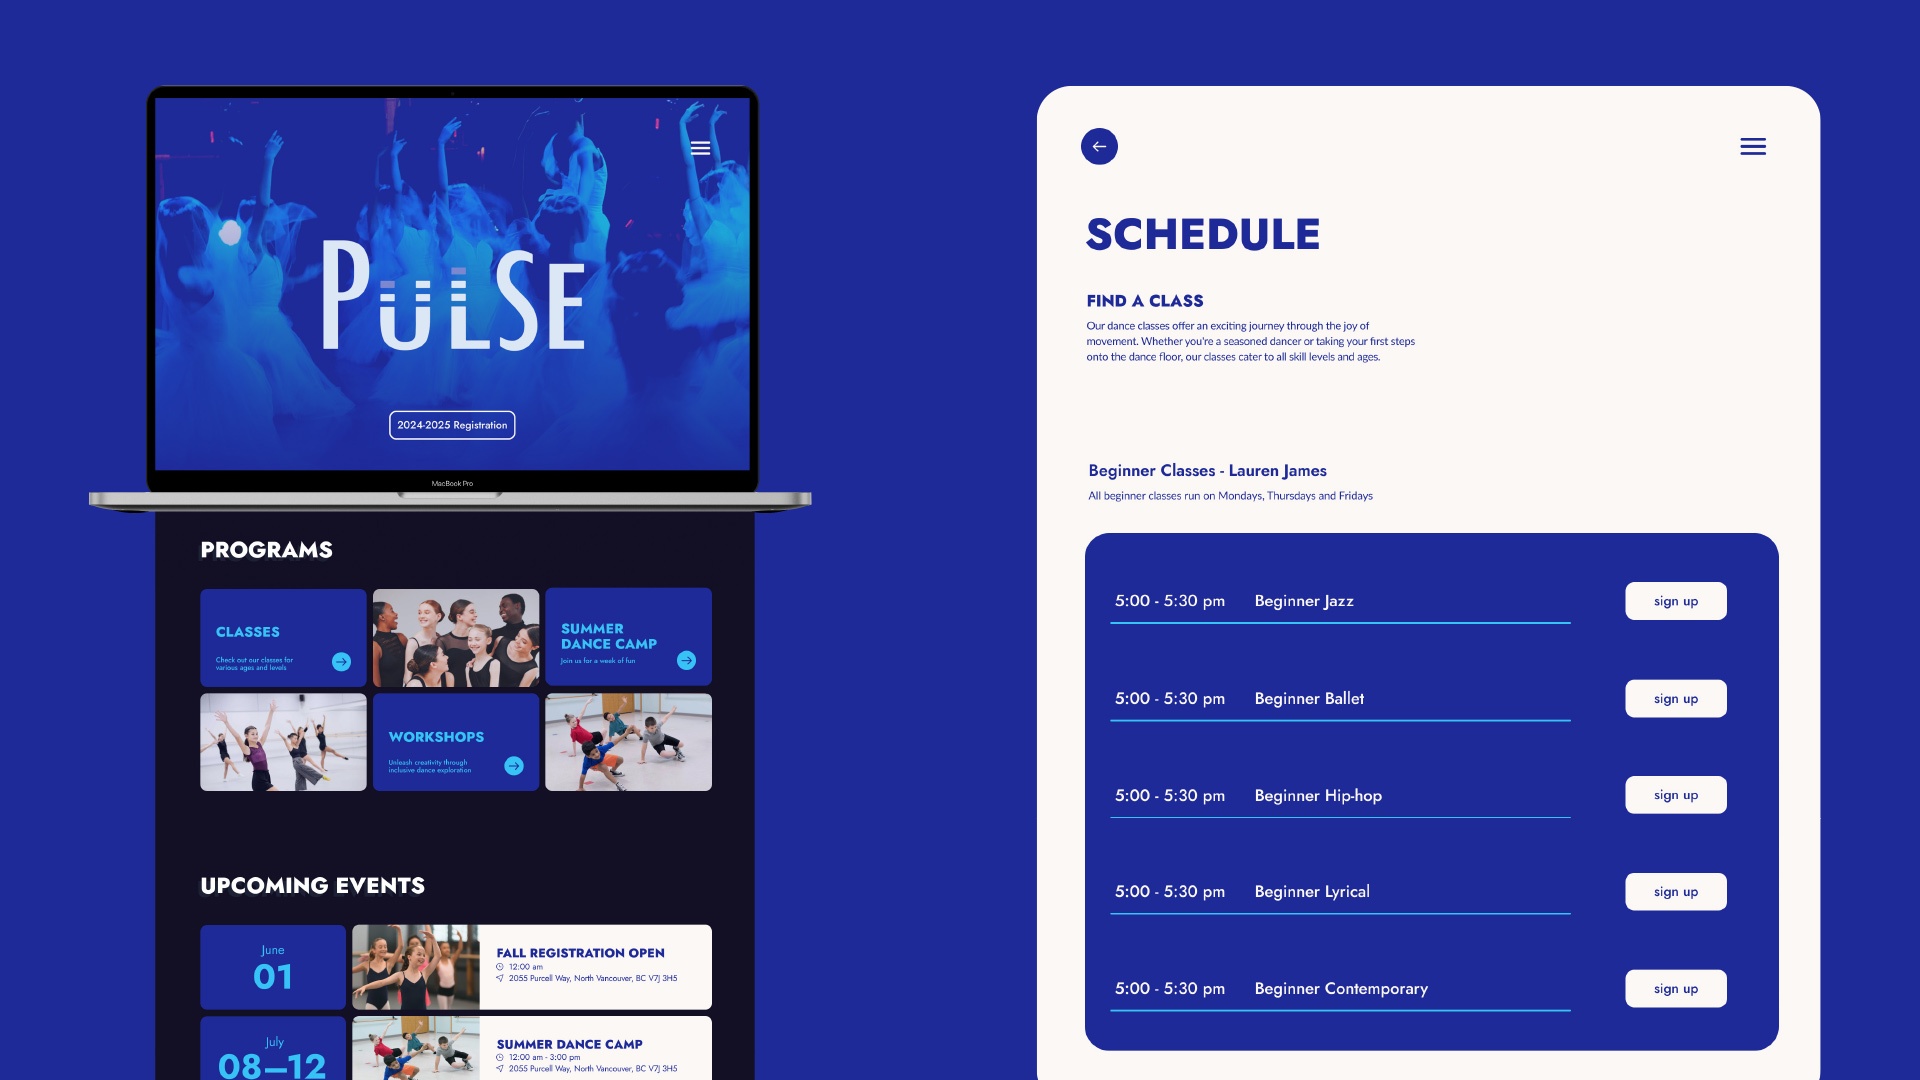 PULSE
2024-2025 Registration
MacBook Pro
PROGRAMS
CLASSES
Check out our classes for
various ages and levels
SUMMER
DANCE CAMP
Join us for a week of fun
WORKSHOPS
Unleash creativity through
inclusive dance exploration
UPCOMING EVENTS
June
01
FALL REGISTRATION OPEN
12:00 am
2055 Purcell Way, North Vancouver, BC V7J 3H5
July
08–12
SUMMER DANCE CAMP
12:00 am - 3:00 pm
2055 Purcell Way, North Vancouver, BC V7J 3H5
SCHEDULE
FIND A CLASS
Our dance classes offer an exciting journey through the joy of
movement. Whether you're a seasoned dancer or taking your first steps
onto the dance floor, our classes cater to all skill levels and ages.
Beginner Classes - Lauren James
All beginner classes run on Mondays, Thursdays and Fridays
5:00 - 5:30 pm Beginner Jazz sign up
5:00 - 5:30 pm Beginner Ballet sign up
5:00 - 5:30 pm Beginner Hip-hop sign up
5:00 - 5:30 pm Beginner Lyrical sign up
5:00 - 5:30 pm Beginner Contemporary sign up